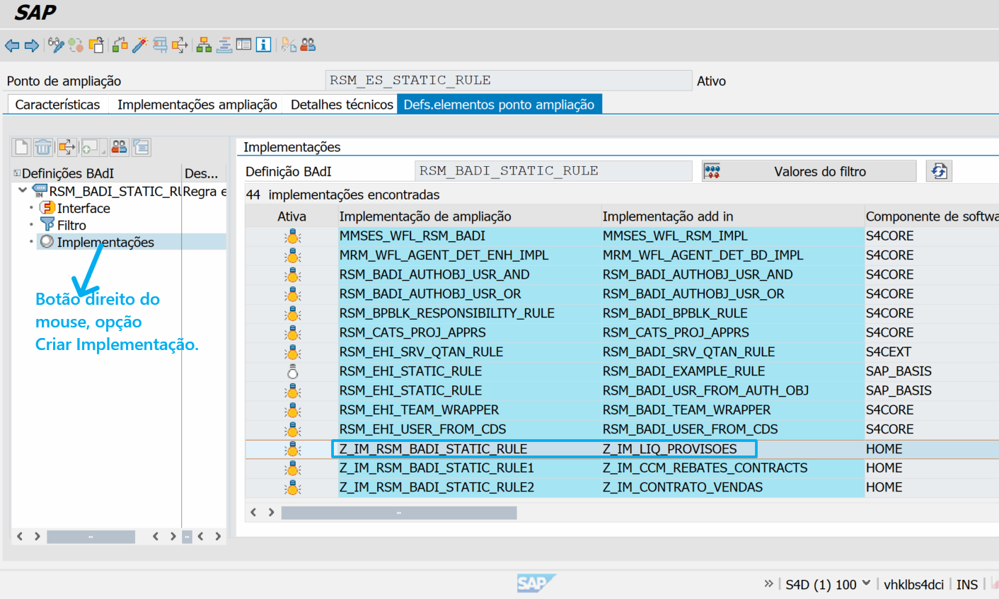 SAP
Ponto de ampliação RSM_ES_STATIC_RULE Ativo
Características Implementações ampliação Detalhes técnicos Defs.elementos ponto ampliação
Definições BAdI Des...
RSM_BADI_STATIC_RU Regra e
Interface
Filtro
Implementações
Botão direito do
mouse, opção
Criar Implementação.
Implementações
Definição BAdI RSM_BADI_STATIC_RULE Valores do filtro
44 implementações encontradas
Ativa Implementação de ampliação Implementação add in Componente de softwa
MMSES_WFL_RSM_BADI MMSES_WFL_RSM_IMPL S4CORE
MRM_WFL_AGENT_DET_ENH_IMPL MRM_WFL_AGENT_DET_BD_IMPL S4CORE
RSM_BADI_AUTHOBJ_USR_AND RSM_BADI_AUTHOBJ_USR_AND S4CORE
RSM_BADI_AUTHOBJ_USR_OR RSM_BADI_AUTHOBJ_USR_OR S4CORE
RSM_BPBLK_RESPONSIBILITY_RULE RSM_BADI_BPBLK_RULE S4CORE
RSM_CATS_PROJ_APPRS RSM_CATS_PROJ_APPRS S4CORE
RSM_EHI_SRV_QTAN_RULE RSM_BADI_SRV_QTAN_RULE S4CEXT
RSM_EHI_STATIC_RULE RSM_BADI_EXAMPLE_RULE SAP_BASIS
RSM_EHI_STATIC_RULE RSM_BADI_USR_FROM_AUTH_OBJ SAP_BASIS
RSM_EHI_TEAM_WRAPPER RSM_BADI_TEAM_WRAPPER S4CORE
RSM_EHI_USER_FROM_CDS RSM_BADI_USER_FROM_CDS S4CORE
Z_IM_RSM_BADI_STATIC_RULE Z_IM_LIQ_PROVISOES HOME
Z_IM_RSM_BADI_STATIC_RULE1 Z_IM_CCM_REBATES_CONTRACTS HOME
Z_IM_RSM_BADI_STATIC_RULE2 Z_IM_CONTRATO_VENDAS HOME
SAP S4D (1) 100 vhklbs4dci INS